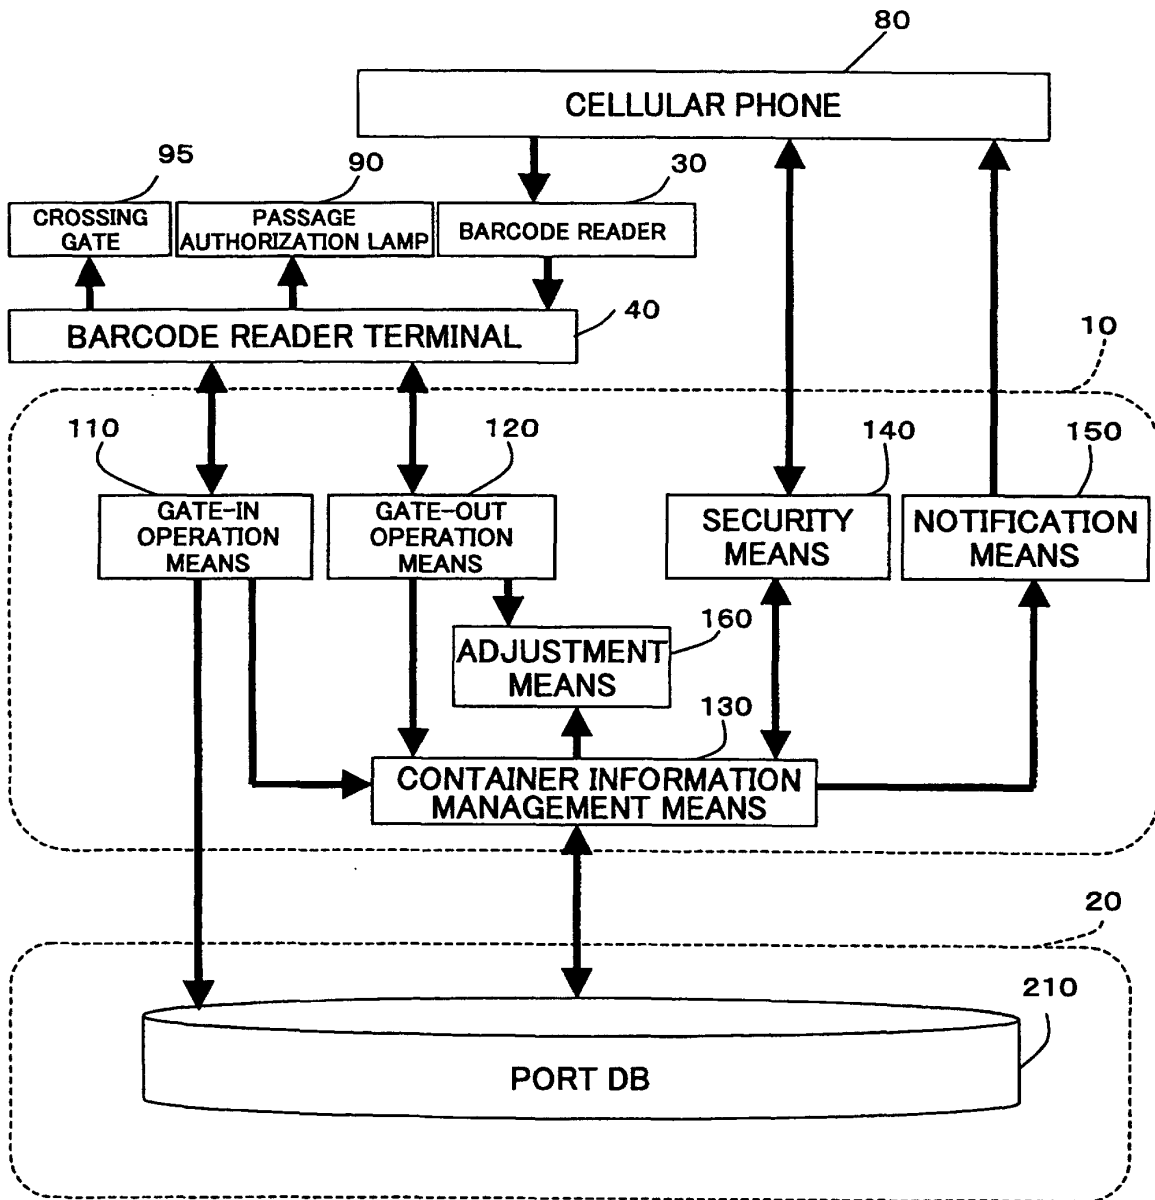 80
CELLULAR PHONE
95
90
30
CROSSING
GATE
PASSAGE
AUTHORIZATION LAMP
BARCODE READER
40
BARCODE READER TERMINAL
10
110
120
140
150
GATE-IN
OPERATION
MEANS
GATE-OUT
OPERATION
MEANS
SECURITY
MEANS
NOTIFICATION
MEANS
160
ADJUSTMENT
MEANS
130
CONTAINER INFORMATION
MANAGEMENT MEANS
20
210
PORT DB